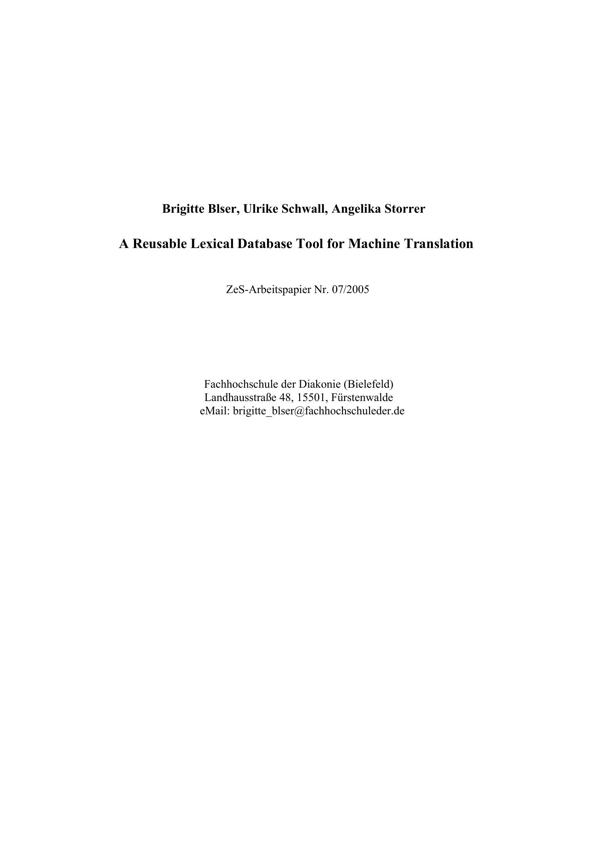 Brigitte Blser, Ulrike Schwall, Angelika Storrer
A Reusable Lexical Database Tool for Machine Translation
ZeS-Arbeitspapier Nr. 07/2005
Fachhochschule der Diakonie (Bielefeld)
Landhausstraße 48, 15501, Fürstenwalde
eMail: brigitte_blser@fachhochschuleder.de